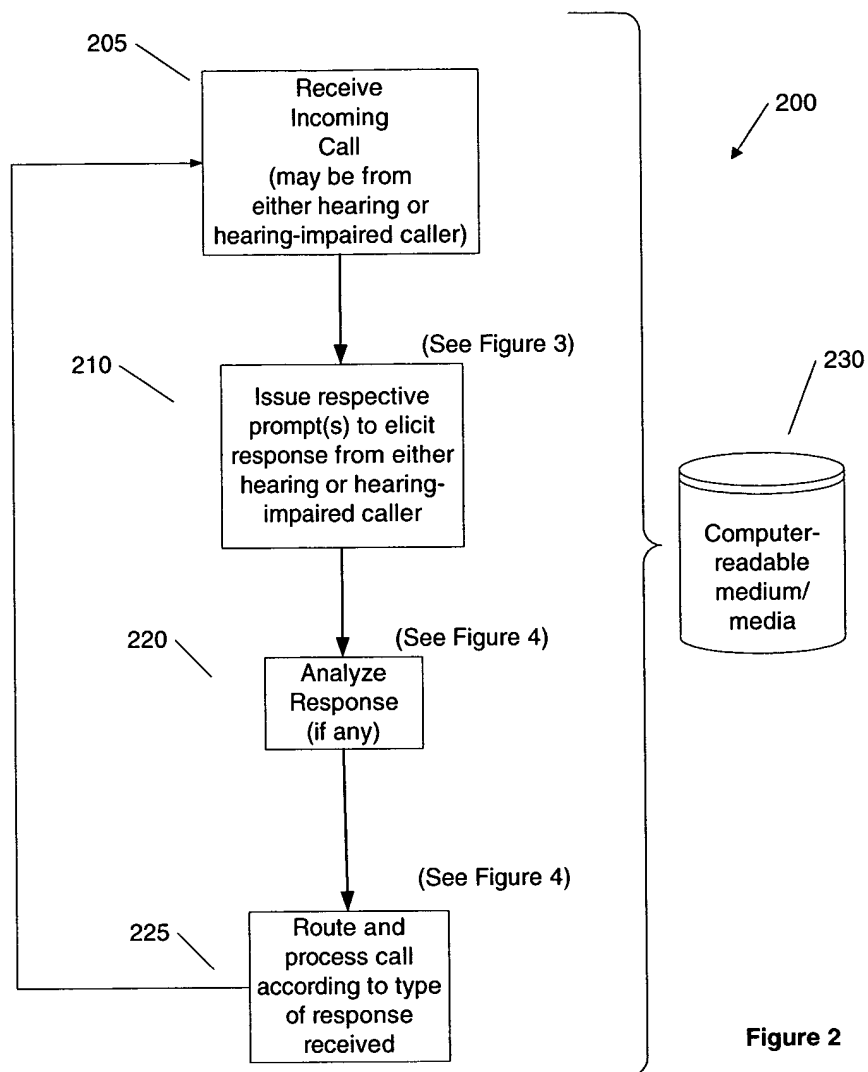 205
Receive
Incoming
Call
(may be from
either hearing or
hearing-impaired caller)
200
(See Figure 3)
210
Issue respective
prompt(s) to elicit
response from either
hearing or hearing-
impaired caller
230
Computer-
readable
medium/
media
(See Figure 4)
220
Analyze
Response
(if any)
(See Figure 4)
225
Route and
process call
according to type
of response
received
Figure 2